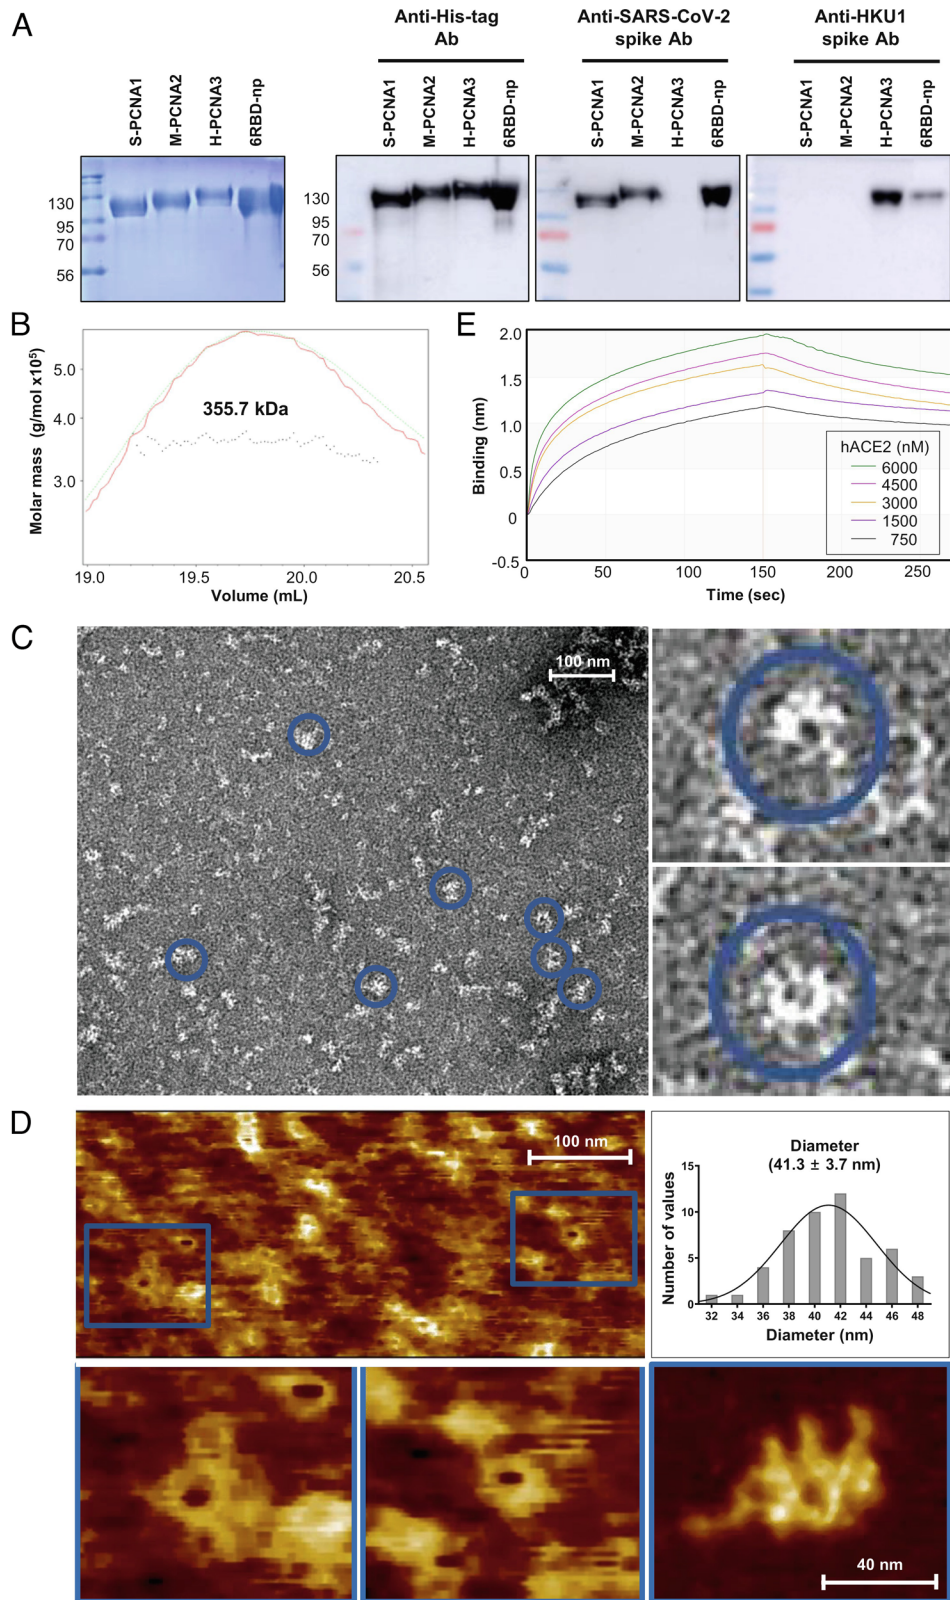 A
Anti-His-tag
Ab
Anti-SARS-CoV-2
spike Ab
Anti-HKU1
spike Ab
S-PCNA1
M-PCNA2
H-PCNA3
6RBD-np
S-PCNA1
M-PCNA2
H-PCNA3
6RBD-np
S-PCNA1
M-PCNA2
H-PCNA3
6RBD-np
S-PCNA1
M-PCNA2
H-PCNA3
6RBD-np
130
95
70
56
130
95
70
56
B
Molar mass (g/mol x10⁵)
5.0
4.0
3.0
355.7 kDa
19.0 19.5 20.0 20.5
Volume (mL)
E
Binding (nm)
2.0
1.5
1.0
0.5
0
-0.5
hACE2 (nM)
6000
4500
3000
1500
750
0 50 100 150 200 250
Time (sec)
C
100 nm
D
100 nm
Diameter
(41.3 ± 3.7 nm)
Number of values
15
10
5
0
32 34 36 38 40 42 44 46 48
Diameter (nm)
40 nm